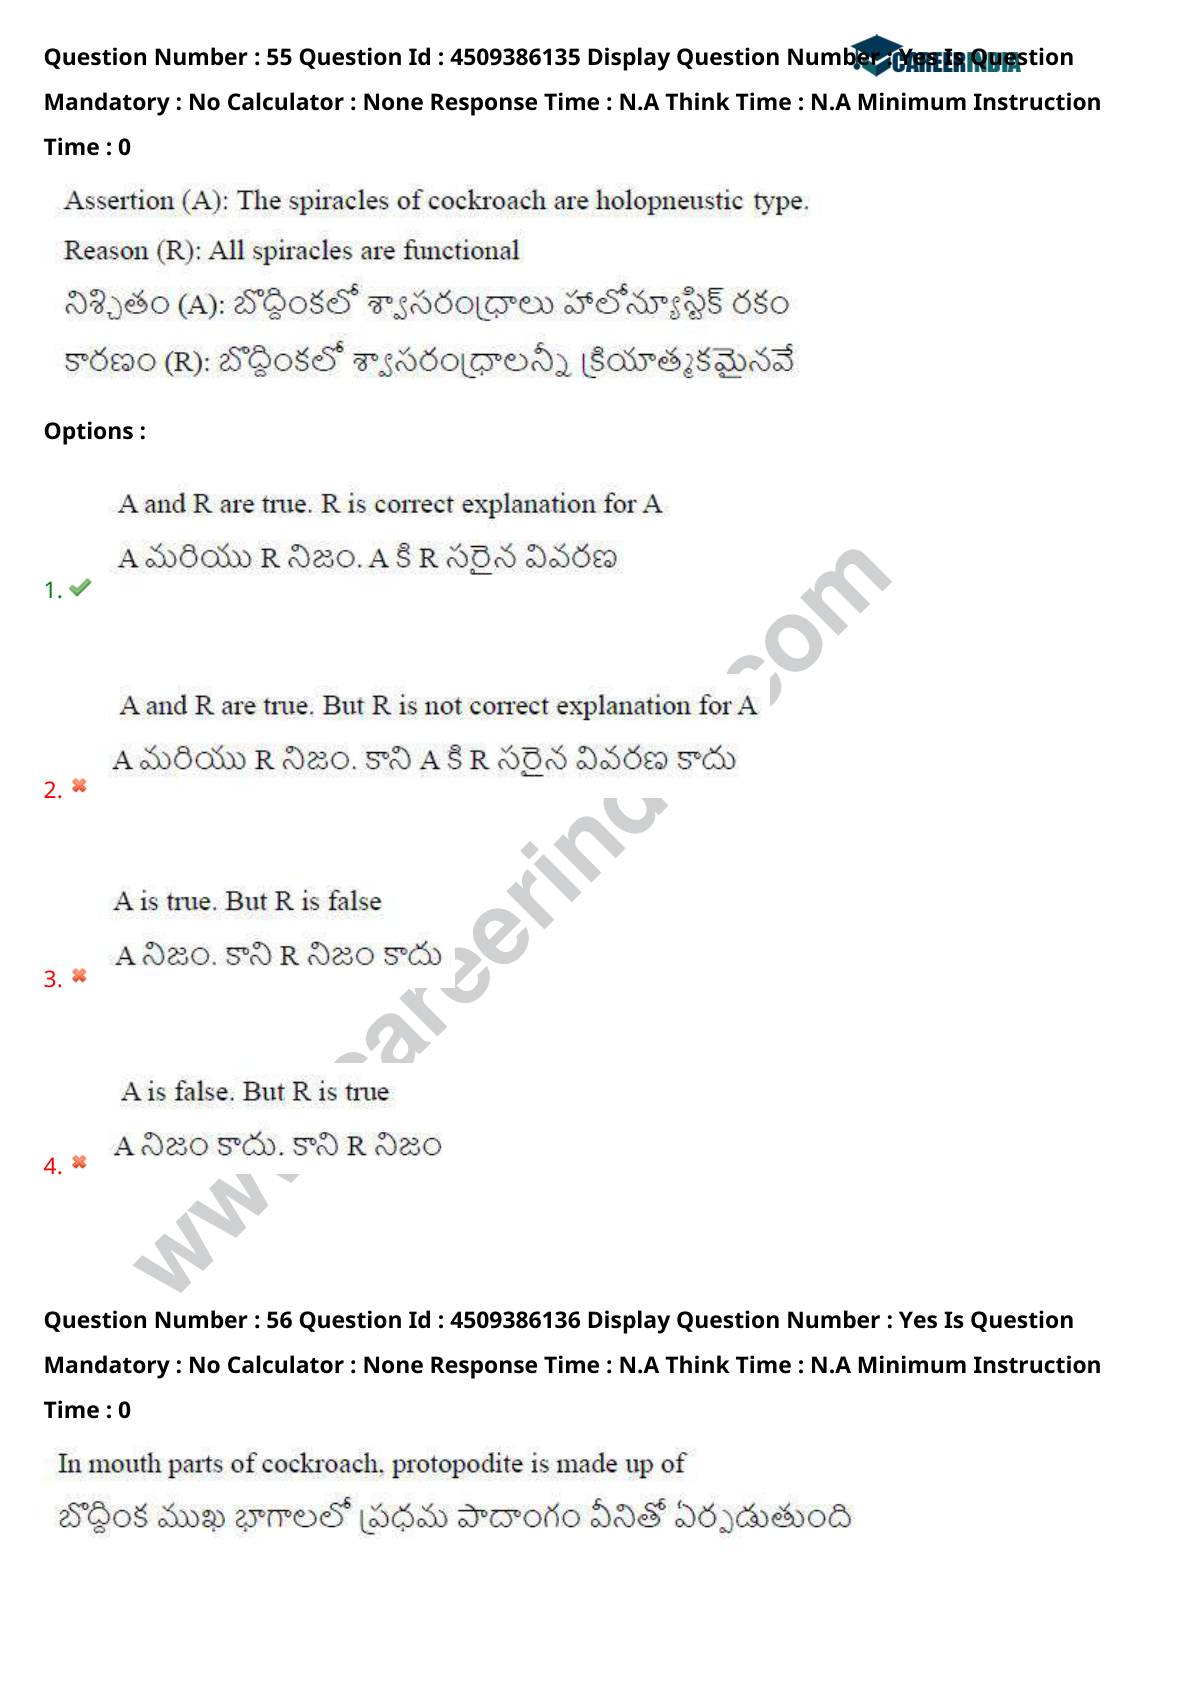 Question Number : 55 Question Id : 4509386135 Display Question Number : Yes Is Question
CAREERINDIA
Mandatory : No Calculator : None Response Time : N.A Think Time : N.A Minimum Instruction
Time : 0
Assertion (A): The spiracles of cockroach are holopneustic type.
Reason (R): All spiracles are functional
నిశ్చితం (A): బొద్దింకలో శ్వాసరంధ్రాలు హాలోన్యూస్టిక్ రకం
కారణం (R): బొద్దింకలో శ్వాసరంధ్రాలన్నీ క్రియాత్మకమైనవే
Options :
A and R are true. R is correct explanation for A
A మరియు R నిజం. A కి R సరైన వివరణ
1.
A and R are true. But R is not correct explanation for A
A మరియు R నిజం. కాని A కి R సరైన వివరణ కాదు
2.
A is true. But R is false
A నిజం. కాని R నిజం కాదు
3.
A is false. But R is true
A నిజం కాదు. కాని R నిజం
4.
Question Number : 56 Question Id : 4509386136 Display Question Number : Yes Is Question
Mandatory : No Calculator : None Response Time : N.A Think Time : N.A Minimum Instruction
Time : 0
In mouth parts of cockroach, protopodite is made up of
బొద్దింక ముఖ భాగాలలో ప్రధమ పాదాంగం వీనితో ఏర్పడుతుంది